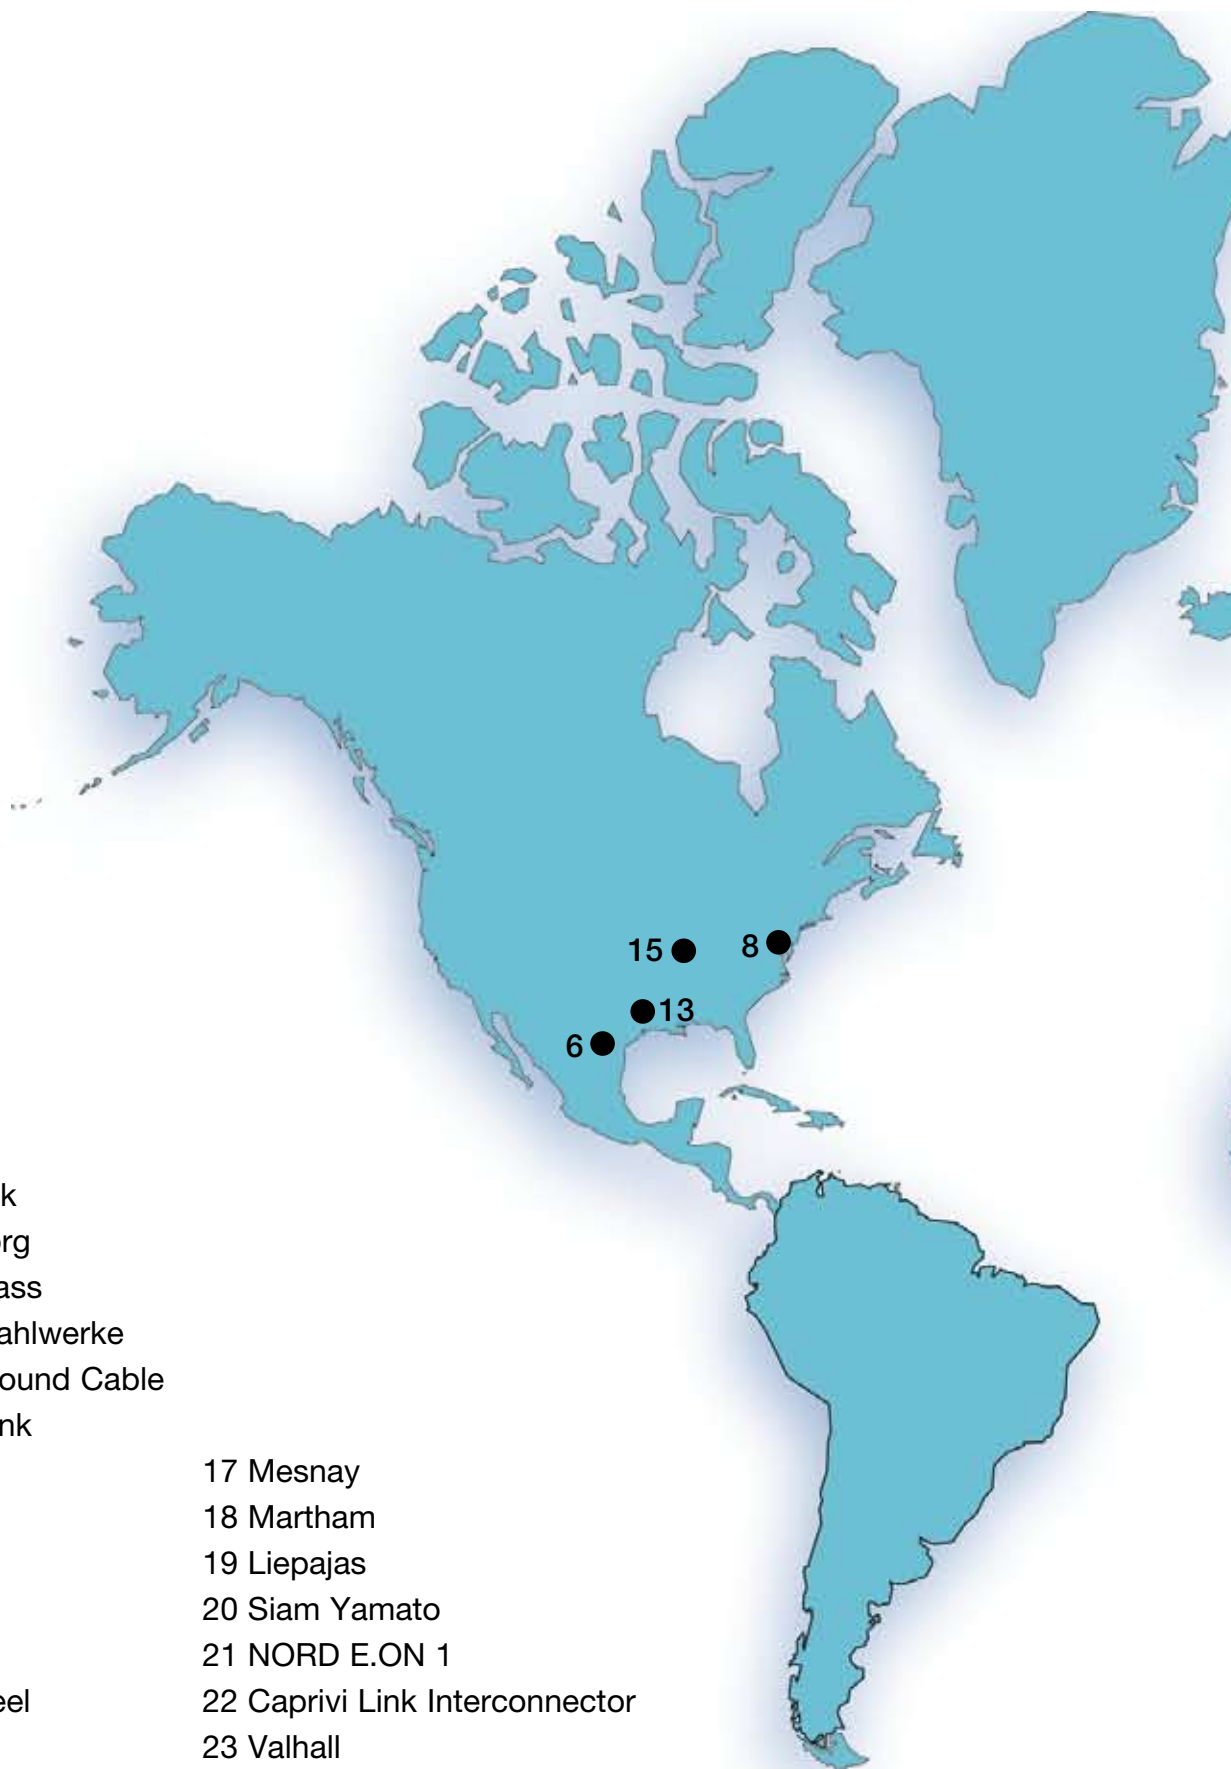 15
8
13
6
k
org
ass
ahlwerke
ound Cable
nk
17 Mesnay
18 Martham
19 Liepajas
20 Siam Yamato
21 NORD E.ON 1
eel
22 Caprivi Link Interconnector
23 Valhall